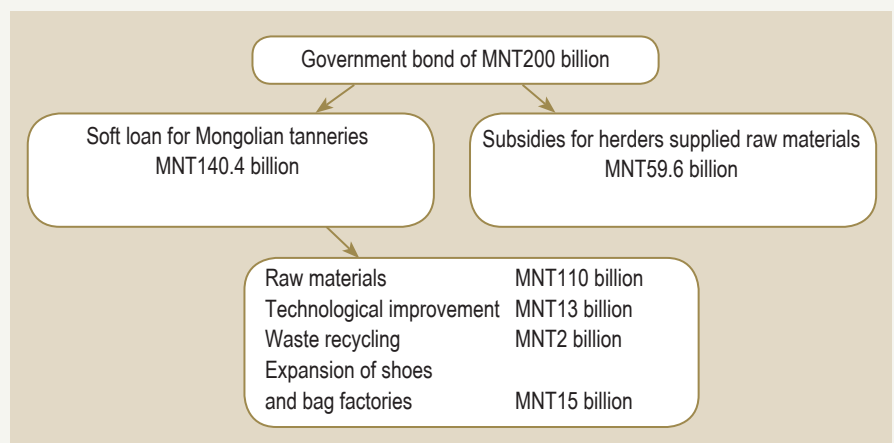 Government bond of MNT200 billion
Soft loan for Mongolian tanneries
MNT140.4 billion
Subsidies for herders supplied raw materials
MNT59.6 billion
Raw materials MNT110 billion
Technological improvement MNT13 billion
Waste recycling MNT2 billion
Expansion of shoes
and bag factories MNT15 billion